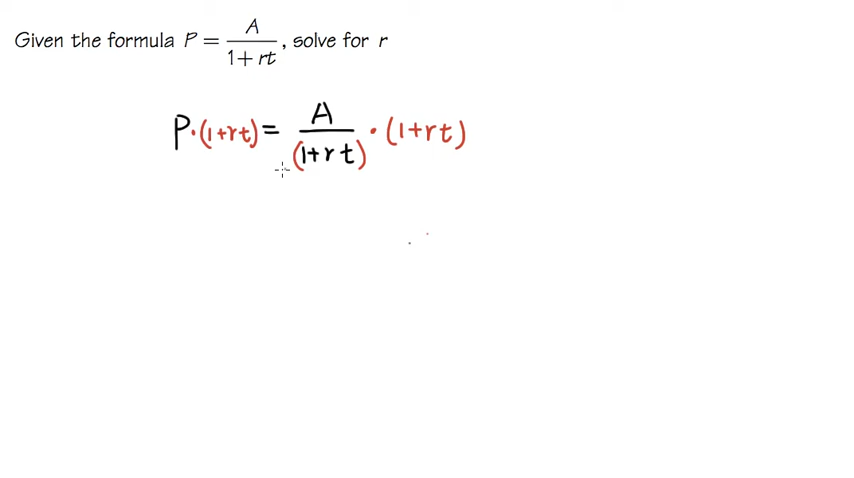 Given the formula P = A / (1 + rt), solve for r
P · (1+rt) = A / (1+rt) · (1+rt)